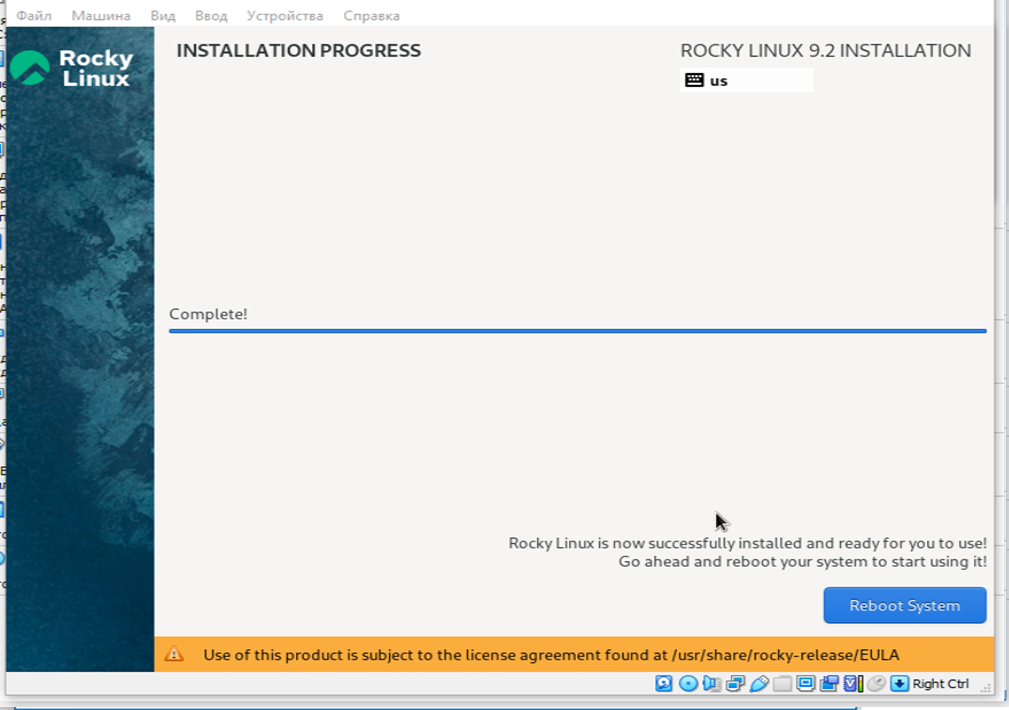 Файл Машина Вид Ввод Устройства Справка
Rocky
Linux
INSTALLATION PROGRESS
ROCKY LINUX 9.2 INSTALLATION
us
Complete!
Rocky Linux is now successfully installed and ready for you to use!
Go ahead and reboot your system to start using it!
Reboot System
Use of this product is subject to the license agreement found at /usr/share/rocky-release/EULA
Right Ctrl